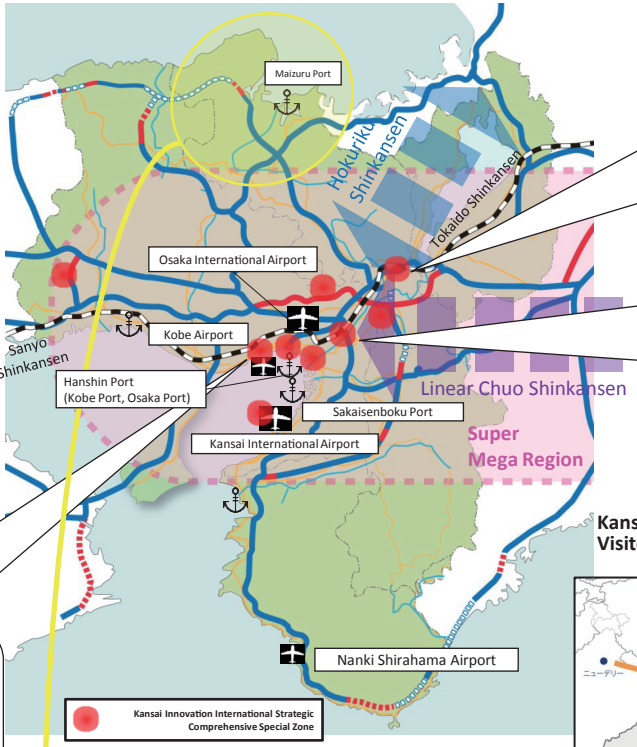 Maizuru Port
Hokuriku
Shinkansen
Tokaido Shinkansen
Osaka International Airport
Kobe Airport
Sanyo
Shinkansen
Hanshin Port
(Kobe Port, Osaka Port)
Linear Chuo Shinkansen
Sakaisenboku Port
Kansai International Airport
Super
Mega Region
Kans
Visit
ニューデリー
Nanki Shirahama Airport
Kansai Innovation International Strategic
Comprehensive Special Zone